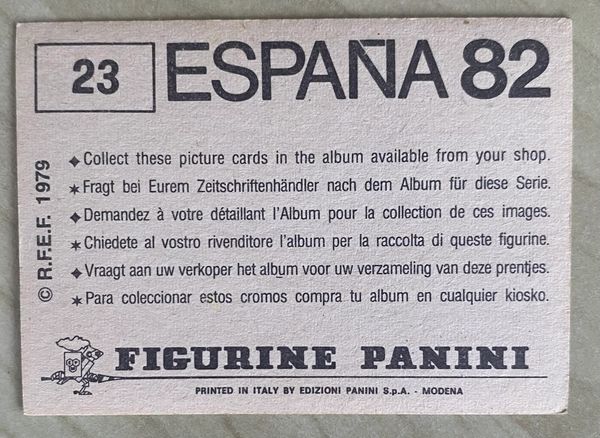 23
ESPAÑA 82
✦ Collect these picture cards in the album available from your shop.
✶ Fragt bei Eurem Zeitschriftenhändler nach dem Album für diese Serie.
✦ Demandez à votre détaillant l'Album pour la collection de ces images.
✶ Chiedete al vostro rivenditore l'album per la raccolta di queste figurine.
✦ Vraagt aan uw verkoper het album voor uw verzameling van deze prentjes.
✶ Para coleccionar estos cromos compra tu album en cualquier kiosko.
© R.F.E.F. 1979
FIGURINE PANINI
PRINTED IN ITALY BY EDIZIONI PANINI S.p.A. - MODENA